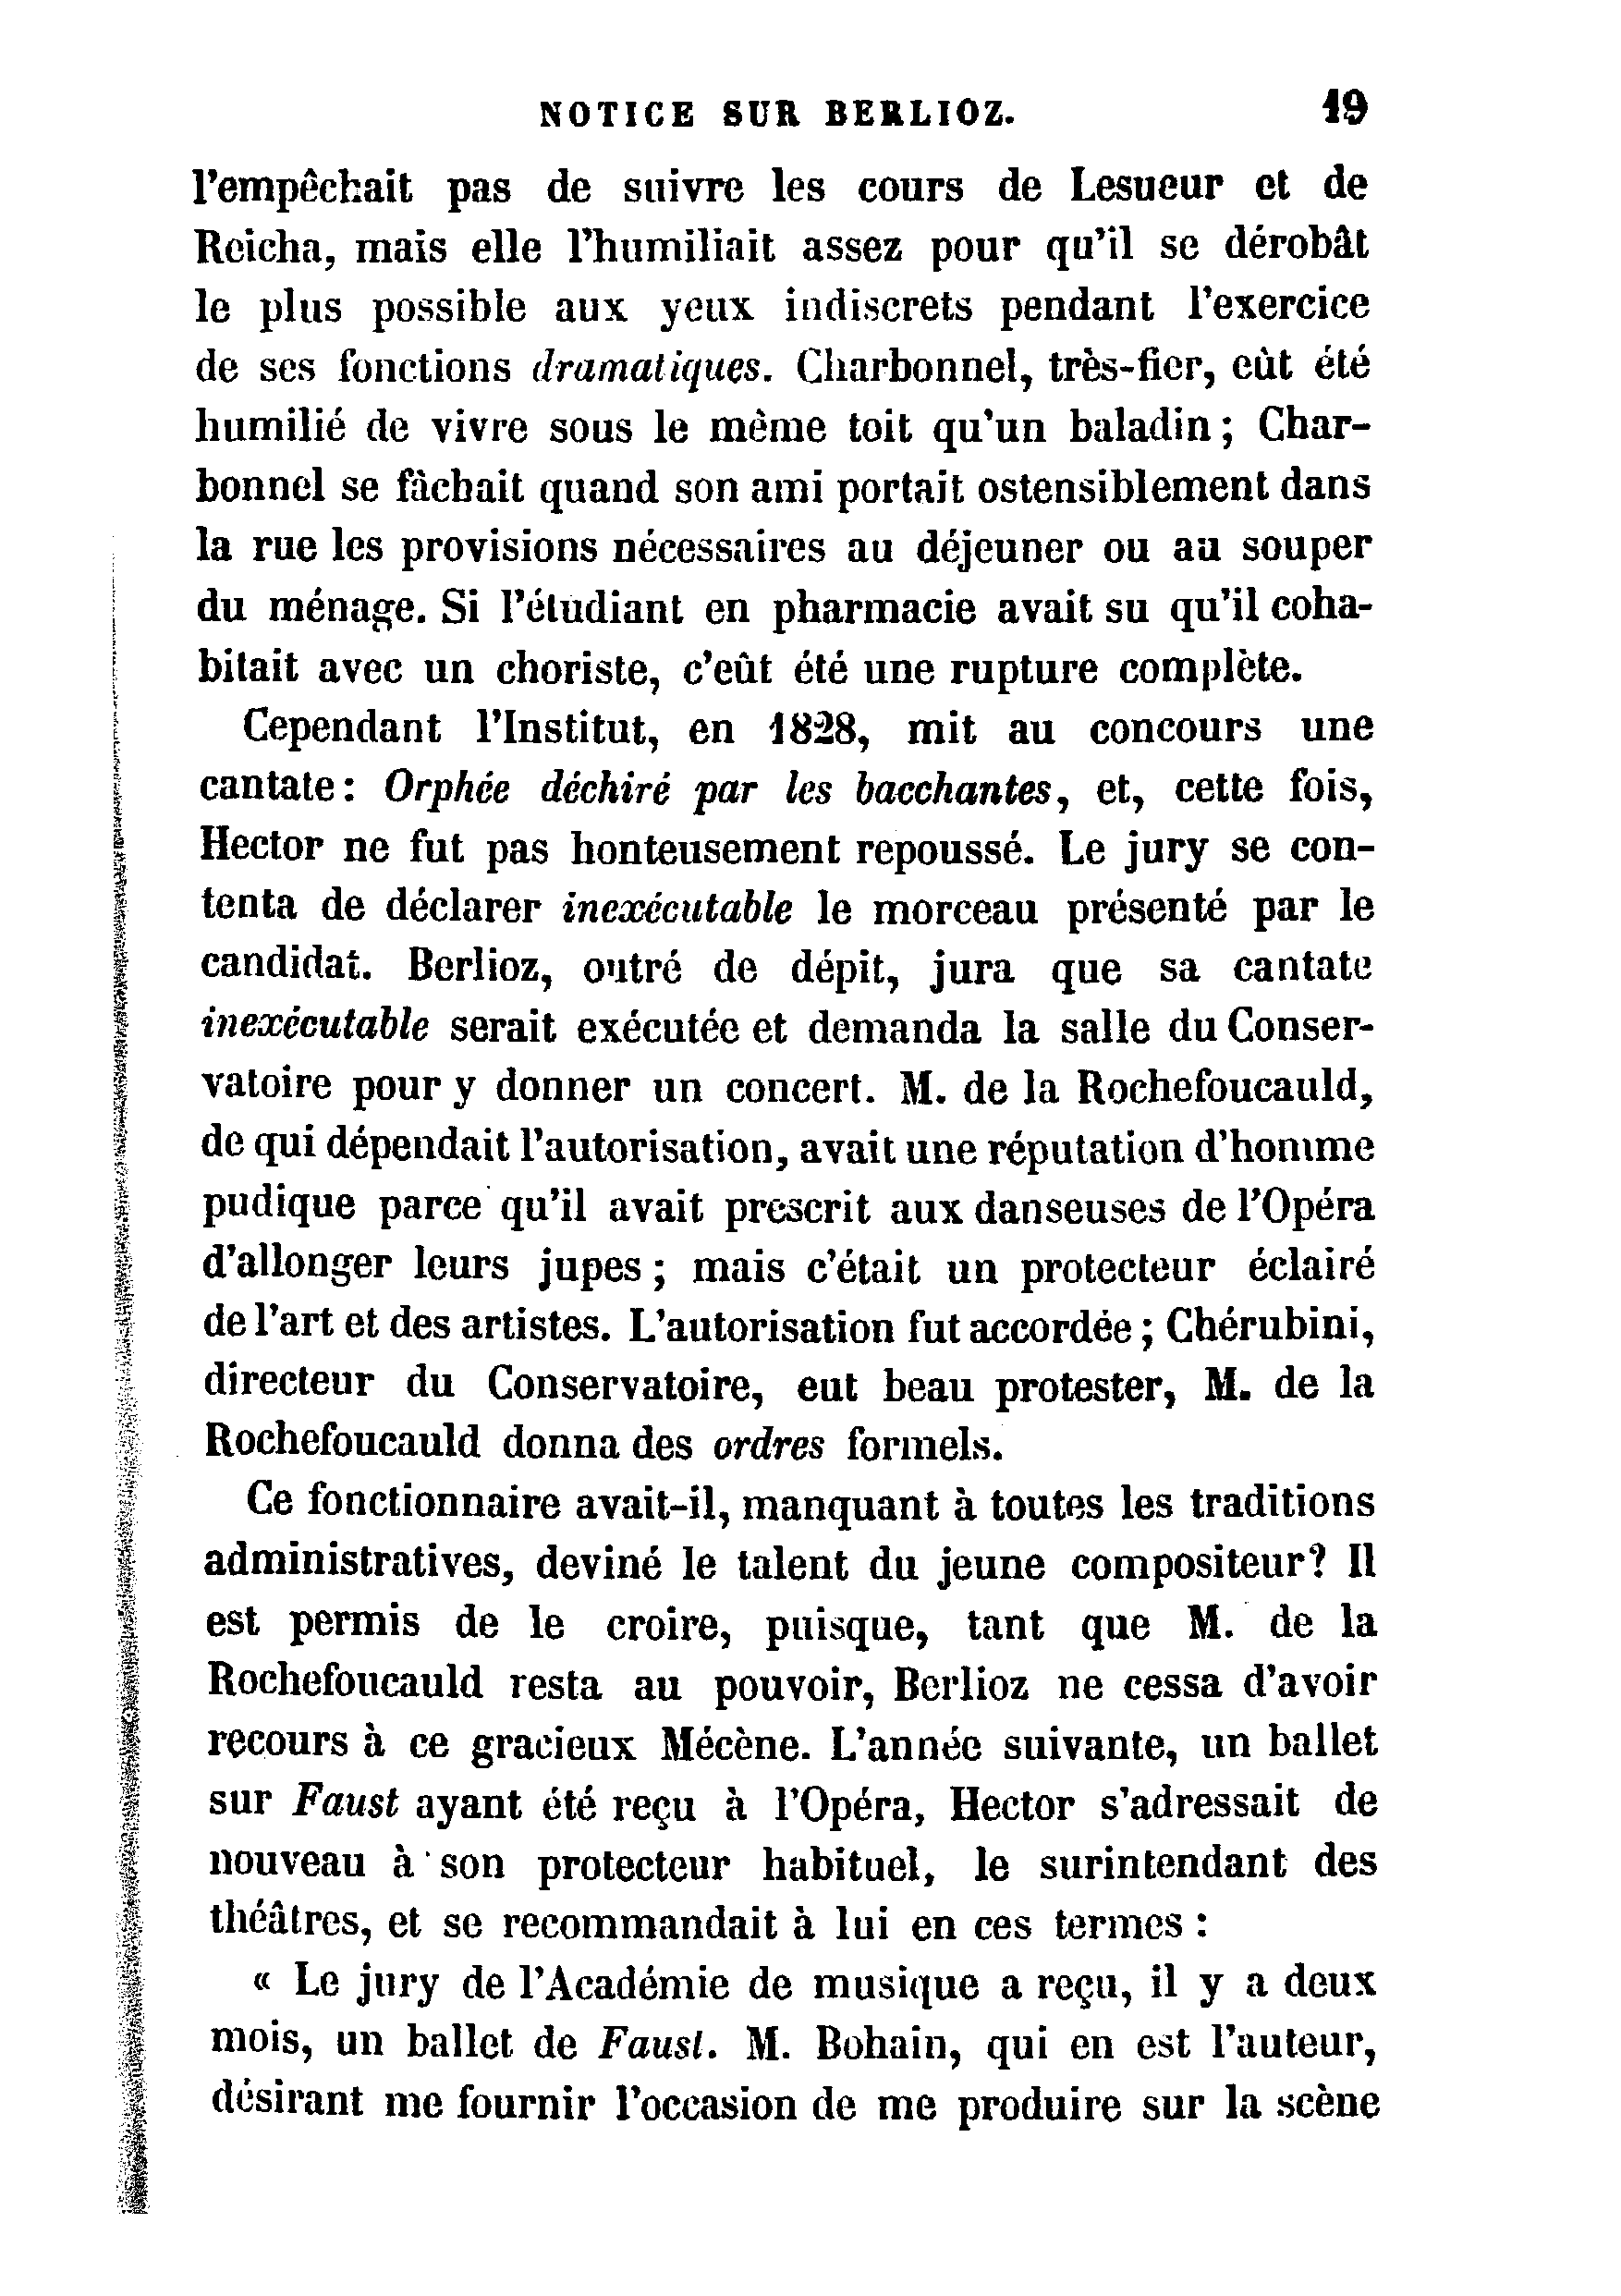 NOTICE SUR BERLIOZ. 19
l'empêchait pas de suivre les cours de Lesueur et de
Reicha, mais elle l'humiliait assez pour qu'il se dérobât
le plus possible aux yeux indiscrets pendant l'exercice
de ses fonctions dramatiques. Charbonnel, très-fier, eût été
humilié de vivre sous le même toit qu'un baladin ; Char-
bonnel se fâchait quand son ami portait ostensiblement dans
la rue les provisions nécessaires au déjeuner ou au souper
du ménage. Si l'étudiant en pharmacie avait su qu'il coha-
bitait avec un choriste, c'eût été une rupture complète.
Cependant l'Institut, en 1828, mit au concours une
cantate : Orphée déchiré par les bacchantes, et, cette fois,
Hector ne fut pas honteusement repoussé. Le jury se con-
tenta de déclarer inexécutable le morceau présenté par le
candidat. Berlioz, outré de dépit, jura que sa cantate
inexécutable serait exécutée et demanda la salle du Conser-
vatoire pour y donner un concert. M. de la Rochefoucauld,
de qui dépendait l'autorisation, avait une réputation d'homme
pudique parce qu'il avait prescrit aux danseuses de l'Opéra
d'allonger leurs jupes ; mais c'était un protecteur éclairé
de l'art et des artistes. L'autorisation fut accordée ; Chérubini,
directeur du Conservatoire, eut beau protester, M. de la
Rochefoucauld donna des ordres formels.
Ce fonctionnaire avait-il, manquant à toutes les traditions
administratives, deviné le talent du jeune compositeur? Il
est permis de le croire, puisque, tant que M. de la
Rochefoucauld resta au pouvoir, Berlioz ne cessa d'avoir
recours à ce gracieux Mécène. L'année suivante, un ballet
sur Faust ayant été reçu à l'Opéra, Hector s'adressait de
nouveau à son protecteur habituel, le surintendant des
théâtres, et se recommandait à lui en ces termes :
« Le jury de l'Académie de musique a reçu, il y a deux
mois, un ballet de Faust. M. Bohain, qui en est l'auteur,
désirant me fournir l'occasion de me produire sur la scène